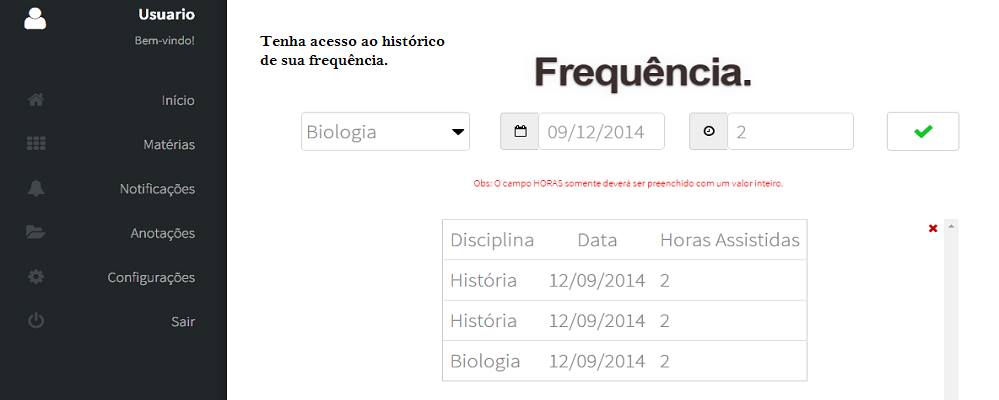 Usuario
Bem-vindo!
Início
Matérias
Notificações
Anotações
Configurações
Sair
Tenha acesso ao histórico
de sua frequência.
Frequência.
Biologia 09/12/2014 2
Obs: O campo HORAS somente deverá ser preenchido com um valor inteiro.
Disciplina Data Horas Assistidas
História 12/09/2014 2
História 12/09/2014 2
Biologia 12/09/2014 2